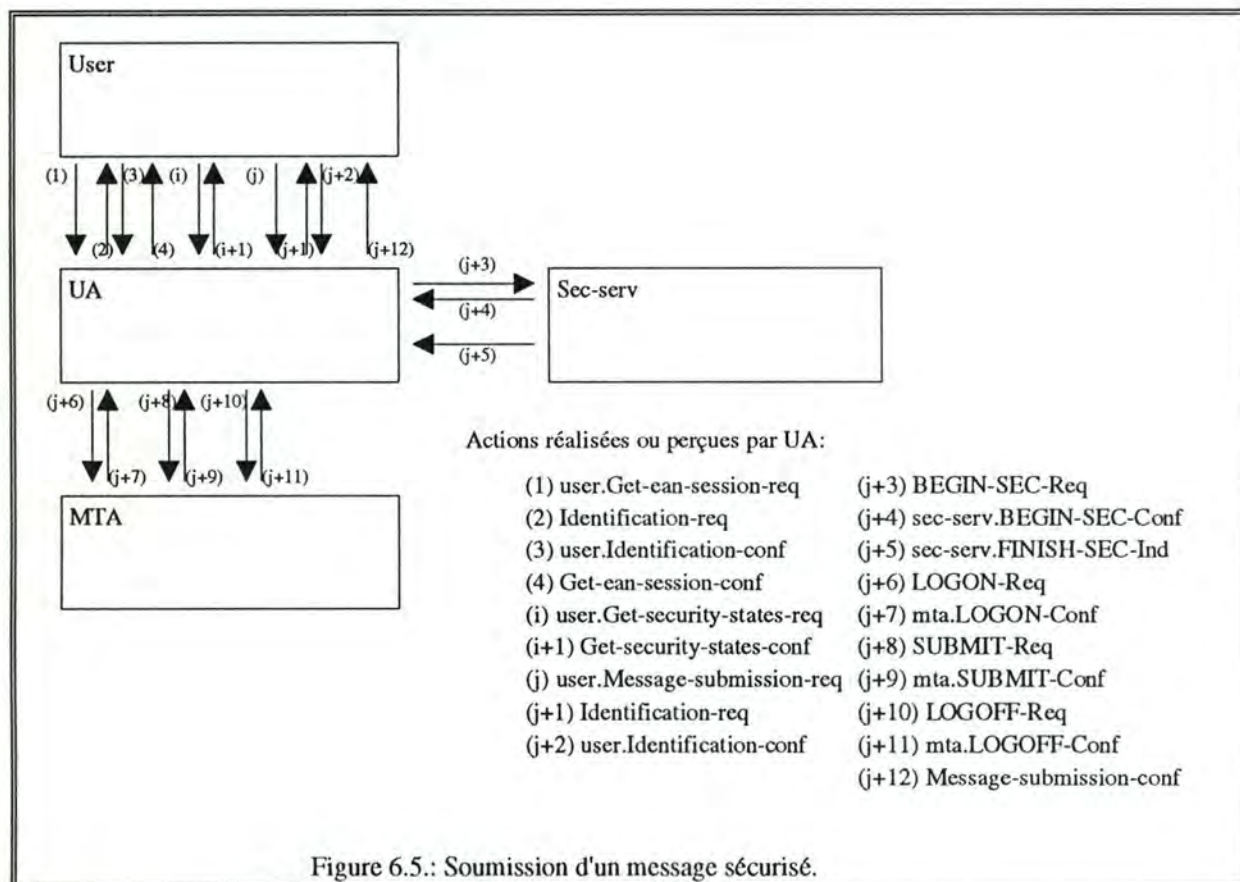 User
(1) (3) (i) (j) (j+2)
(2) (4) (i+1) (j+1) (j+12)
UA
(j+3)
Sec-serv
(j+4)
(j+5)
(j+6) (j+8) (j+10)
(j+7) (j+9) (j+11)
MTA
Actions réalisées ou perçues par UA:
(1) user.Get-ean-session-req (j+3) BEGIN-SEC-Req
(2) Identification-req (j+4) sec-serv.BEGIN-SEC-Conf
(3) user.Identification-conf (j+5) sec-serv.FINISH-SEC-Ind
(4) Get-ean-session-conf (j+6) LOGON-Req
(i) user.Get-security-states-req (j+7) mta.LOGON-Conf
(i+1) Get-security-states-conf (j+8) SUBMIT-Req
(j) user.Message-submission-req (j+9) mta.SUBMIT-Conf
(j+1) Identification-req (j+10) LOGOFF-Req
(j+2) user.Identification-conf (j+11) mta.LOGOFF-Conf
(j+12) Message-submission-conf
Figure 6.5.: Soumission d'un message sécurisé.